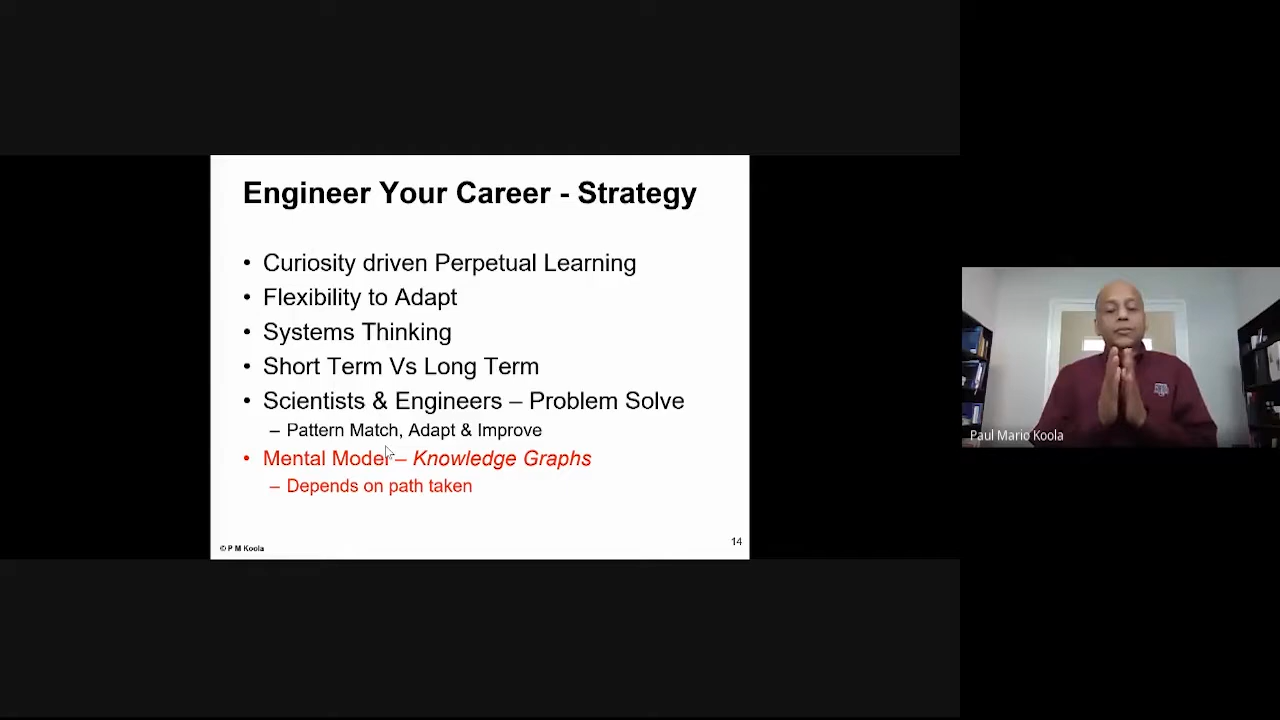 Engineer Your Career - Strategy
• Curiosity driven Perpetual Learning
• Flexibility to Adapt
• Systems Thinking
• Short Term Vs Long Term
• Scientists & Engineers – Problem Solve
– Pattern Match, Adapt & Improve
• Mental Model – Knowledge Graphs
– Depends on path taken
© P M Koola
14
Paul Mario Koola